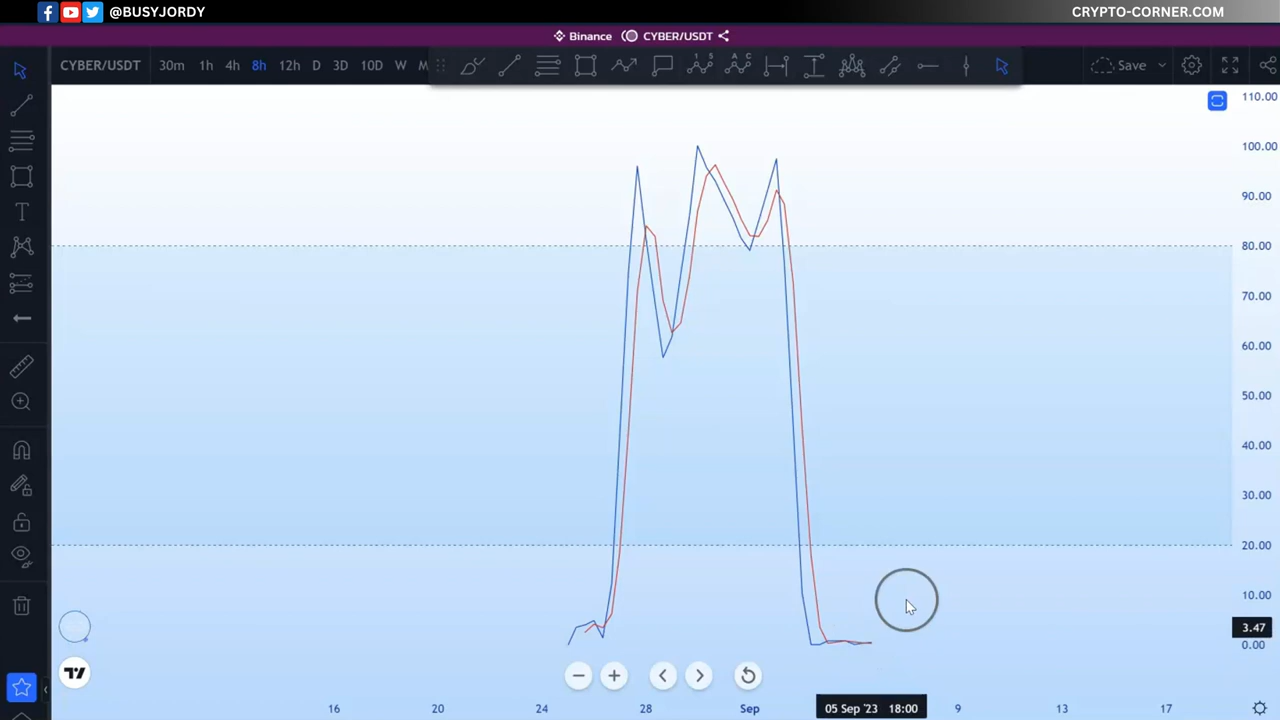 @BUSYJORDY
CRYPTO-CORNER.COM
Binance CYBER/USDT
CYBER/USDT 30m 1h 4h 8h 12h D 3D 10D W M Save
110.00
100.00
90.00
80.00
70.00
60.00
50.00
40.00
30.00
20.00
10.00
3.47
0.00
16 20 24 28 Sep 05 Sep '23 18:00 9 13 17